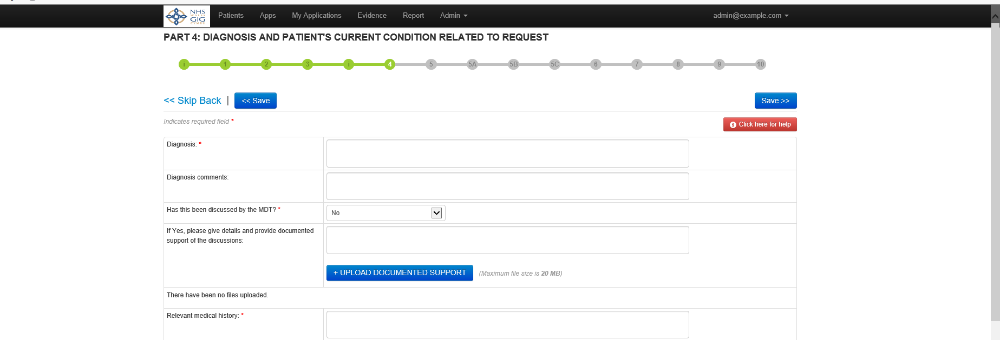 NHS
WALES
GIG
CYMRU
Patients Apps My Applications Evidence Report Admin admin@example.com
PART 4: DIAGNOSIS AND PATIENT'S CURRENT CONDITION RELATED TO REQUEST
i 1 2 3 i 4 5 5A 5B 5C 6 7 8 9 10
<< Skip Back | << Save Save >>
Indicates required field * Click here for help
Diagnosis: *
Diagnosis comments:
Has this been discussed by the MDT? * No
If Yes, please give details and provide documented
support of the discussions:
+ UPLOAD DOCUMENTED SUPPORT (Maximum file size is 20 MB)
There have been no files uploaded.
Relevant medical history: *